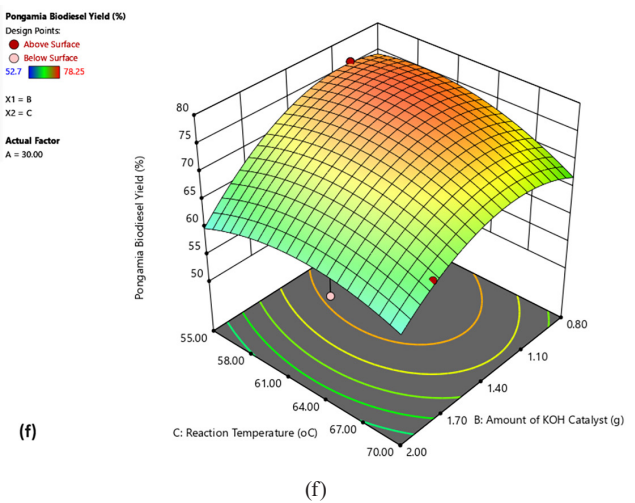 Pongamia Biodiesel Yield (%)
Design Points:
Above Surface
Below Surface
52.7 78.25
X1 = B
X2 = C
Actual Factor
A = 30.00
Pongamia Biodiesel Yield (%)
80
75
70
65
60
55
50
55.00
58.00
61.00
64.00
67.00
70.00
C: Reaction Temperature (oC)
0.80
1.10
1.40
1.70
2.00
B: Amount of KOH Catalyst (g)
(f)
(f)